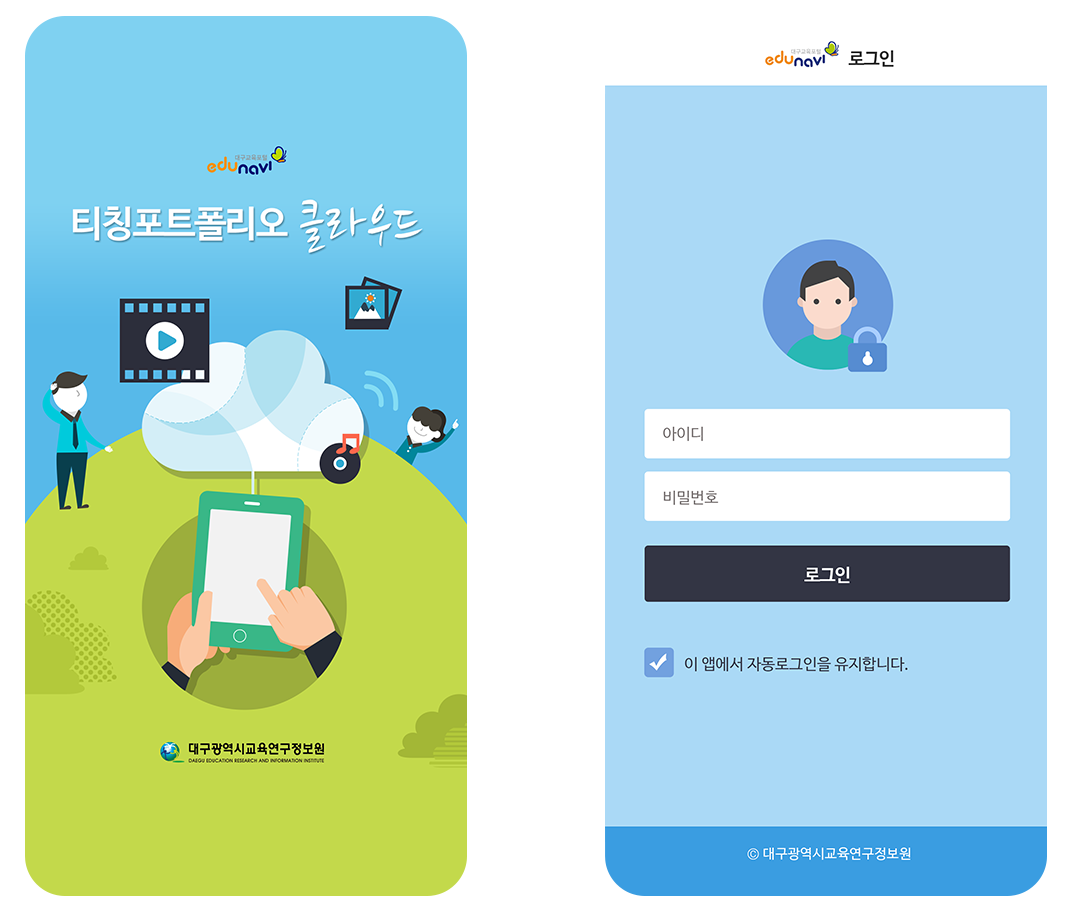 대구교육포털
edunavi
티칭포트폴리오 클라우드
대구광역시교육연구정보원
DAEGU EDUCATION RESEARCH AND INFORMATION INSTITUTE
대구교육포털
edunavi 로그인
아이디
비밀번호
로그인
이 앱에서 자동로그인을 유지합니다.
© 대구광역시교육연구정보원